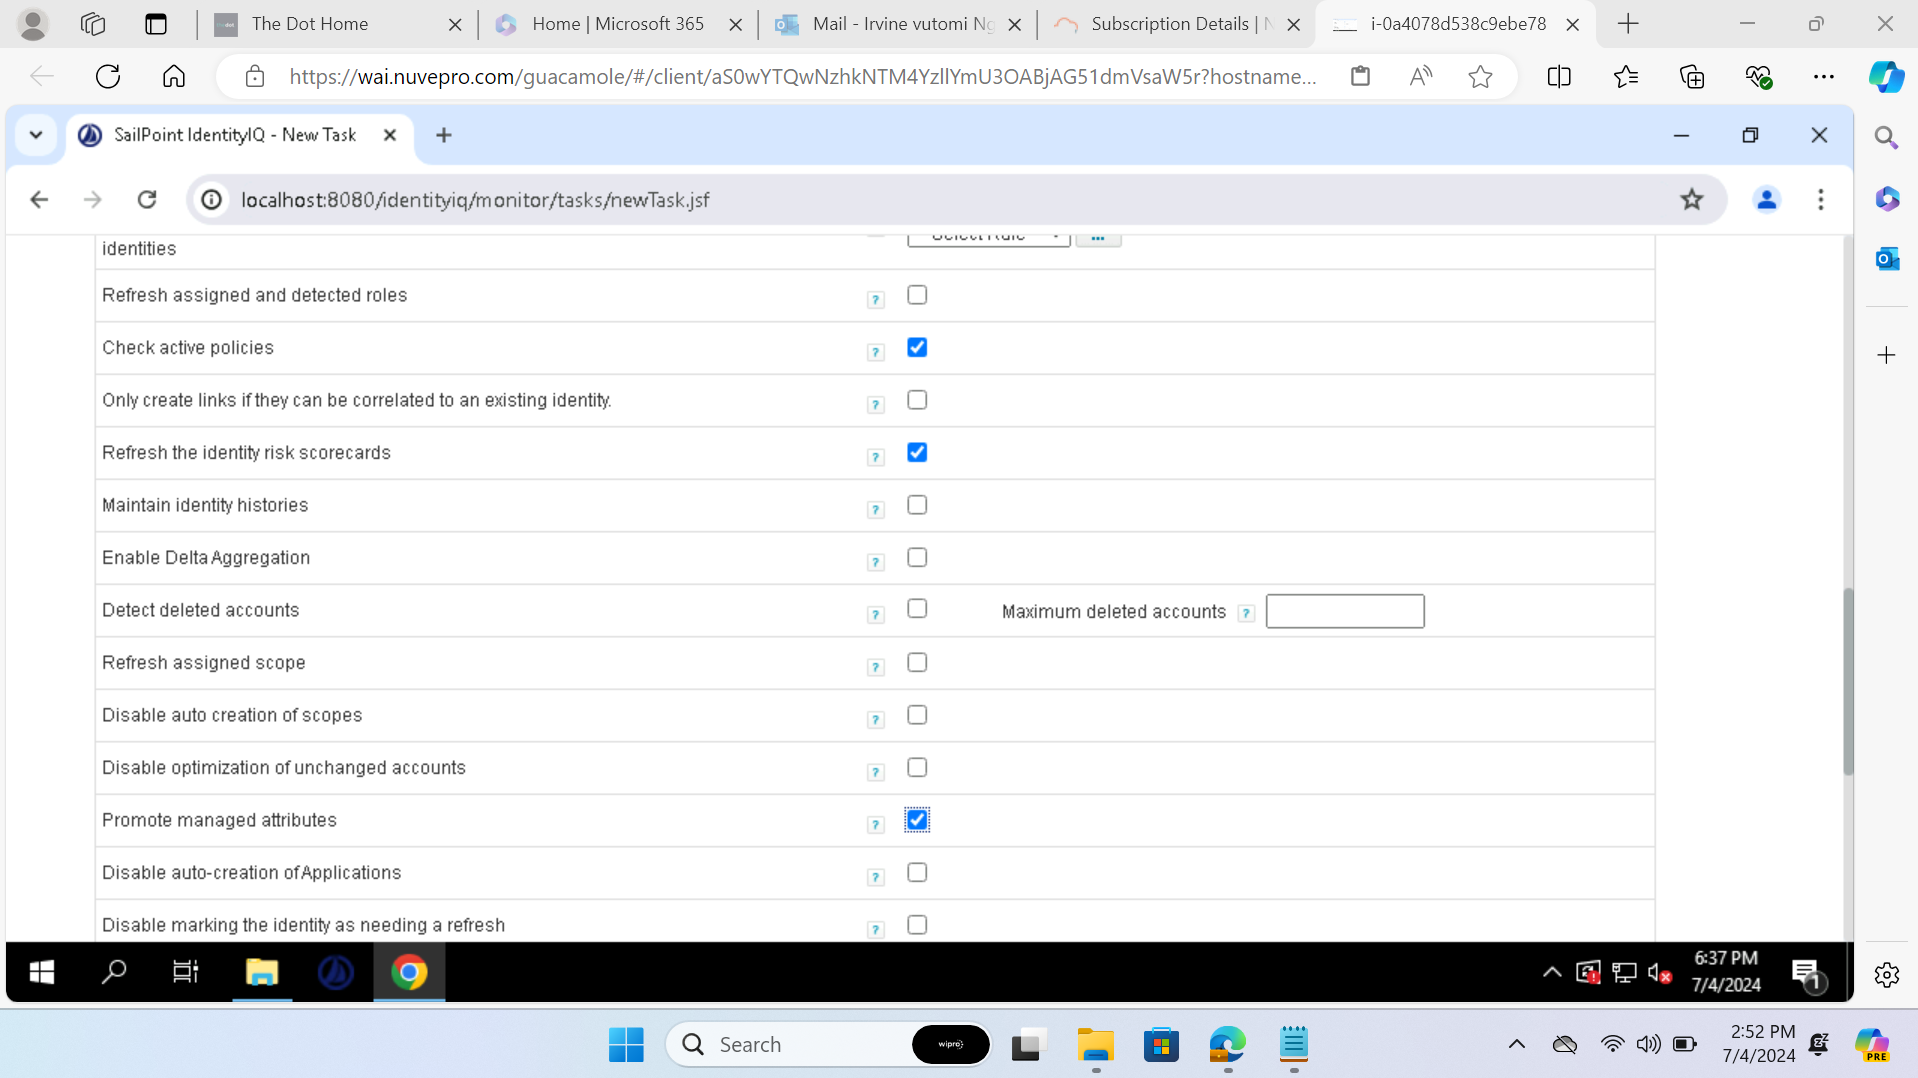 The Dot Home
Home | Microsoft 365
Mail - Irvine vutomi Ng
Subscription Details | N
i-0a4078d538c9ebe78
https://wai.nuvepro.com/guacamole/#/client/aS0wYTQwNzhkNTM4YzllYmU3OABjAG51dmVsaW5r?hostname...
SailPoint IdentityIQ - New Task
localhost:8080/identityiq/monitor/tasks/newTask.jsf
identities
Select Rule
...
Refresh assigned and detected roles ?
Check active policies ?
Only create links if they can be correlated to an existing identity. ?
Refresh the identity risk scorecards ?
Maintain identity histories ?
Enable Delta Aggregation ?
Detect deleted accounts ? Maximum deleted accounts ?
Refresh assigned scope ?
Disable auto creation of scopes ?
Disable optimization of unchanged accounts ?
Promote managed attributes ?
Disable auto-creation of Applications ?
Disable marking the identity as needing a refresh ?
6:37 PM
7/4/2024
1
Search
wipro
2:52 PM
7/4/2024
PRE